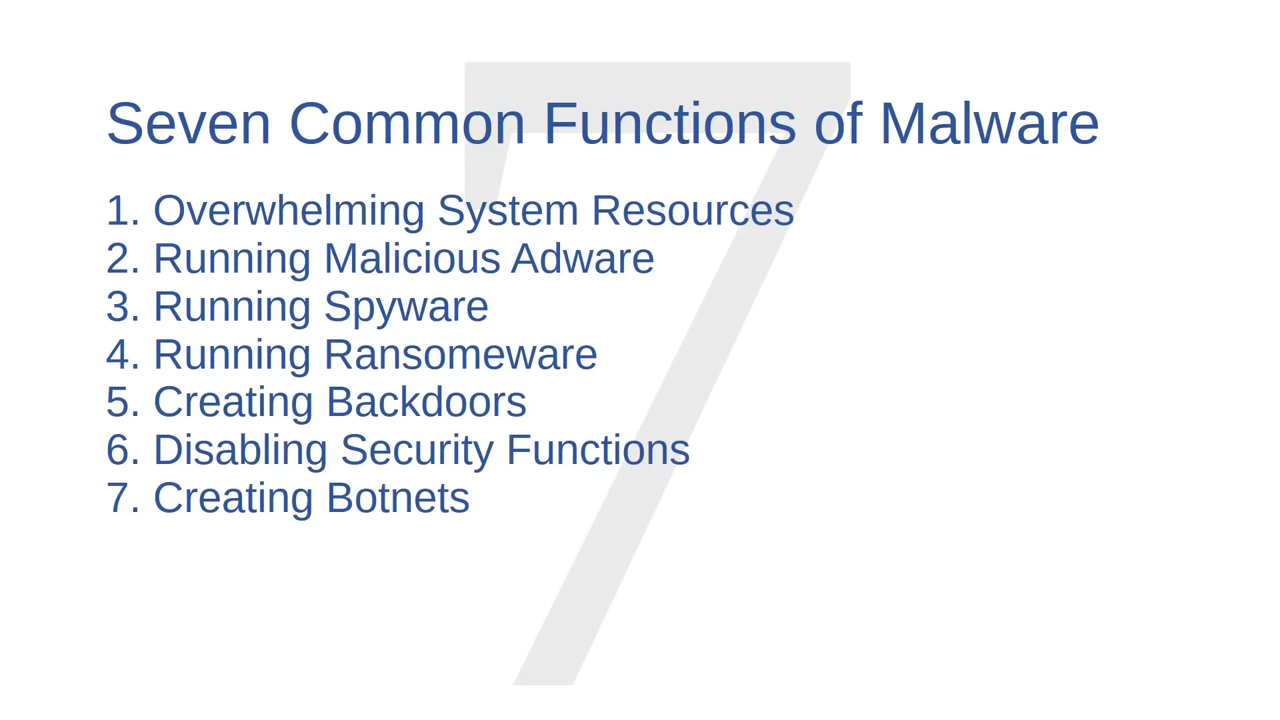 Seven Common Functions of Malware
1. Overwhelming System Resources
2. Running Malicious Adware
3. Running Spyware
4. Running Ransomeware
5. Creating Backdoors
6. Disabling Security Functions
7. Creating Botnets
7